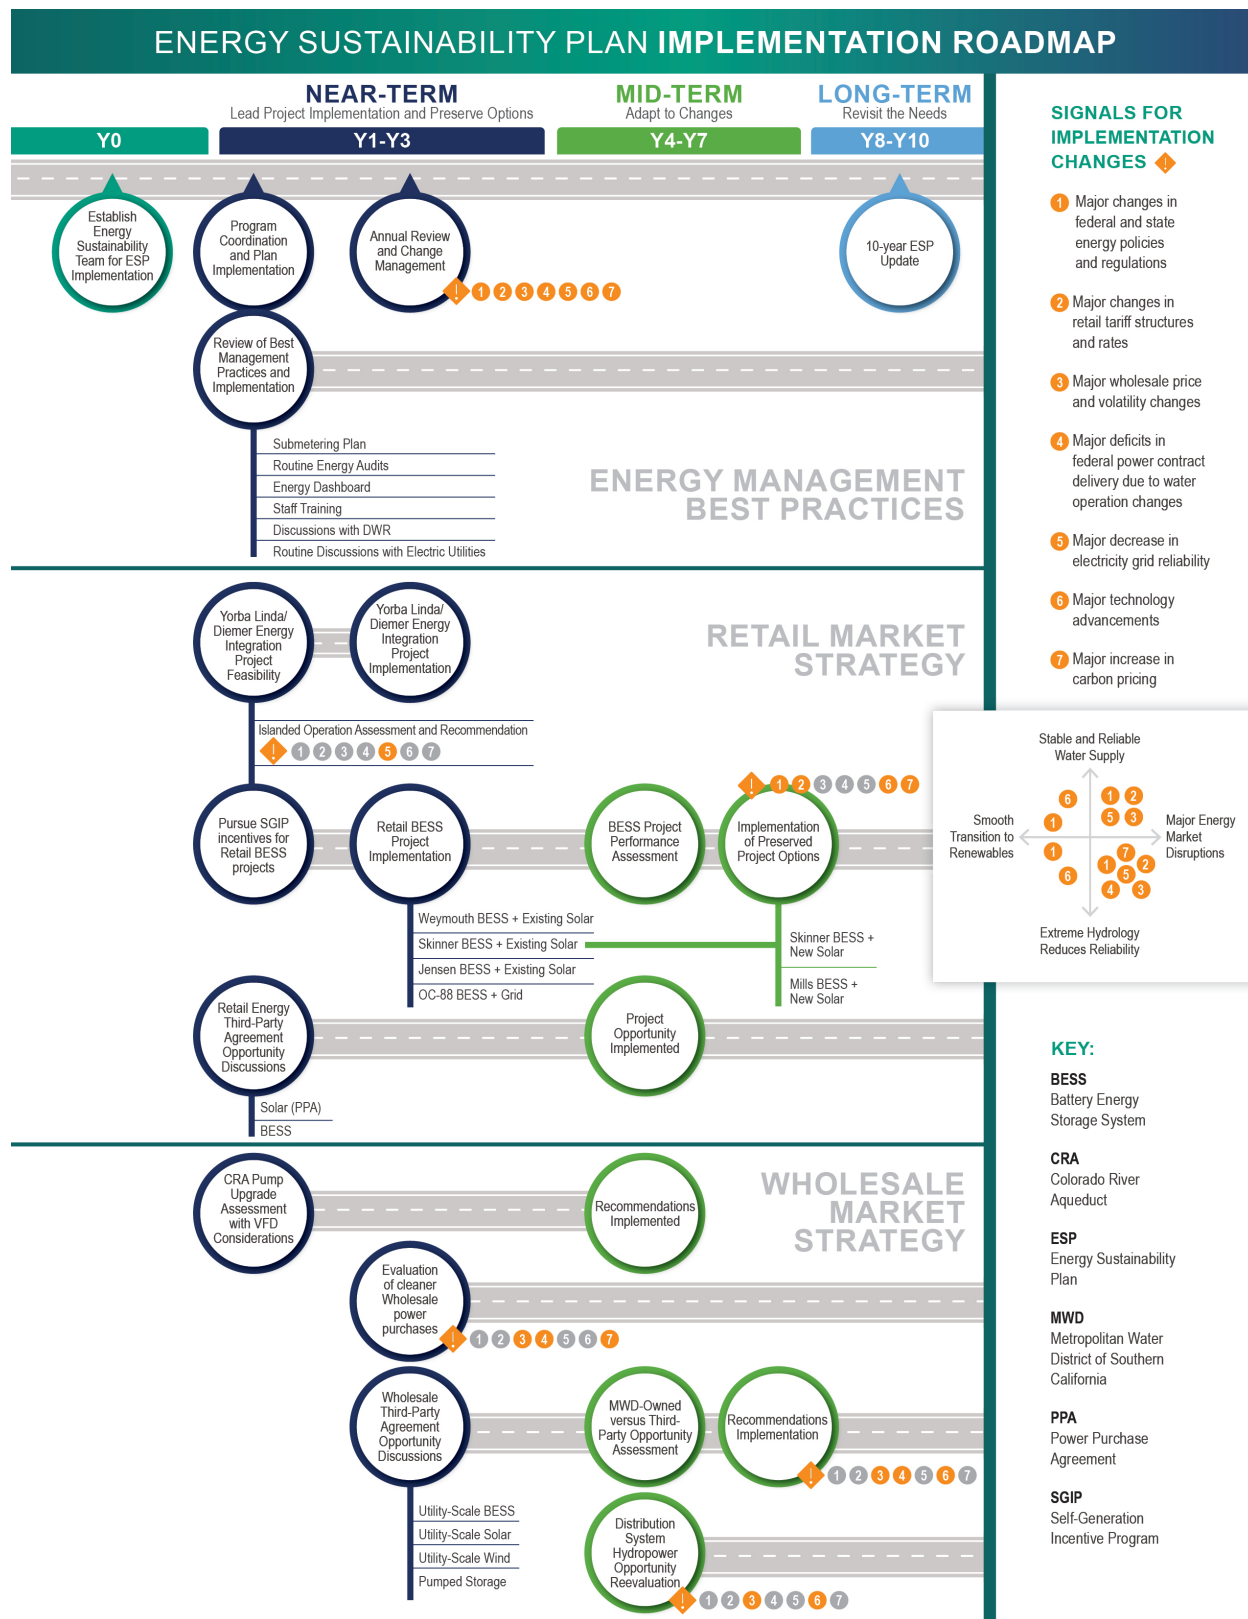 ENERGY SUSTAINABILITY PLAN IMPLEMENTATION ROADMAP
NEAR-TERM
Lead Project Implementation and Preserve Options
MID-TERM
Adapt to Changes
LONG-TERM
Revisit the Needs
Y0
Y1-Y3
Y4-Y7
Y8-Y10
Establish
Energy
Sustainability
Team for ESP
Implementation
Program
Coordination
and Plan
Implementation
Annual Review
and Change
Management
! 1 2 3 4 5 6 7
10-year ESP
Update
Review of Best
Management
Practices and
Implementation
Submetering Plan
Routine Energy Audits
Energy Dashboard
Staff Training
Discussions with DWR
Routine Discussions with Electric Utilities
ENERGY MANAGEMENT
BEST PRACTICES
Yorba Linda/
Diemer Energy
Integration
Project
Feasibility
Yorba Linda/
Diemer Energy
Integration
Project
Implementation
RETAIL MARKET
STRATEGY
Islanded Operation Assessment and Recommendation
! 1 2 3 4 5 6 7
Pursue SGIP
incentives for
Retail BESS
projects
Retail BESS
Project
Implementation
BESS Project
Performance
Assessment
! 1 2 3 4 5 6 7
Implementation
of Preserved
Project Options
Weymouth BESS + Existing Solar
Skinner BESS + Existing Solar
Jensen BESS + Existing Solar
OC-88 BESS + Grid
Skinner BESS +
New Solar
Mills BESS +
New Solar
Retail Energy
Third-Party
Agreement
Opportunity
Discussions
Project
Opportunity
Implemented
Solar (PPA)
BESS
CRA Pump
Upgrade
Assessment
with VFD
Considerations
Recommendations
Implemented
WHOLESALE
MARKET
STRATEGY
Evaluation
of cleaner
Wholesale
power
purchases
! 1 2 3 4 5 6 7
Wholesale
Third-Party
Agreement
Opportunity
Discussions
MWD-Owned
versus Third-
Party Opportunity
Assessment
Recommendations
Implementation
! 1 2 3 4 5 6 7
Utility-Scale BESS
Utility-Scale Solar
Utility-Scale Wind
Pumped Storage
Distribution
System
Hydropower
Opportunity
Reevaluation
! 1 2 3 4 5 6 7
SIGNALS FOR
IMPLEMENTATION
CHANGES !
1 Major changes in
federal and state
energy policies
and regulations
2 Major changes in
retail tariff structures
and rates
3 Major wholesale price
and volatility changes
4 Major deficits in
federal power contract
delivery due to water
operation changes
5 Major decrease in
electricity grid reliability
6 Major technology
advancements
7 Major increase in
carbon pricing
Stable and Reliable
Water Supply
6 1 2
1 5 3
Smooth
Transition to
Renewables
Major Energy
Market
Disruptions
1 7
1 2
6 5
4 3
Extreme Hydrology
Reduces Reliability
KEY:
BESS
Battery Energy
Storage System
CRA
Colorado River
Aqueduct
ESP
Energy Sustainability
Plan
MWD
Metropolitan Water
District of Southern
California
PPA
Power Purchase
Agreement
SGIP
Self-Generation
Incentive Program